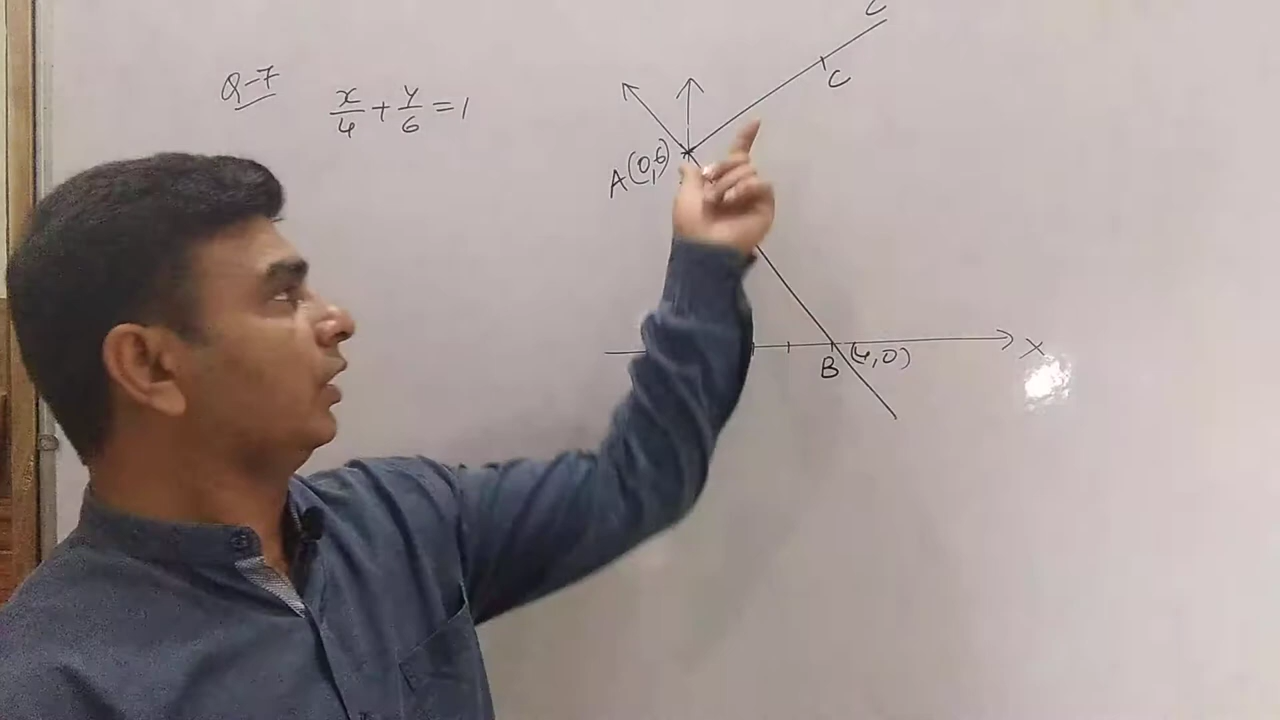 Q-7
x/4 + y/6 = 1
C
A(0,6)
B (4,0)
X